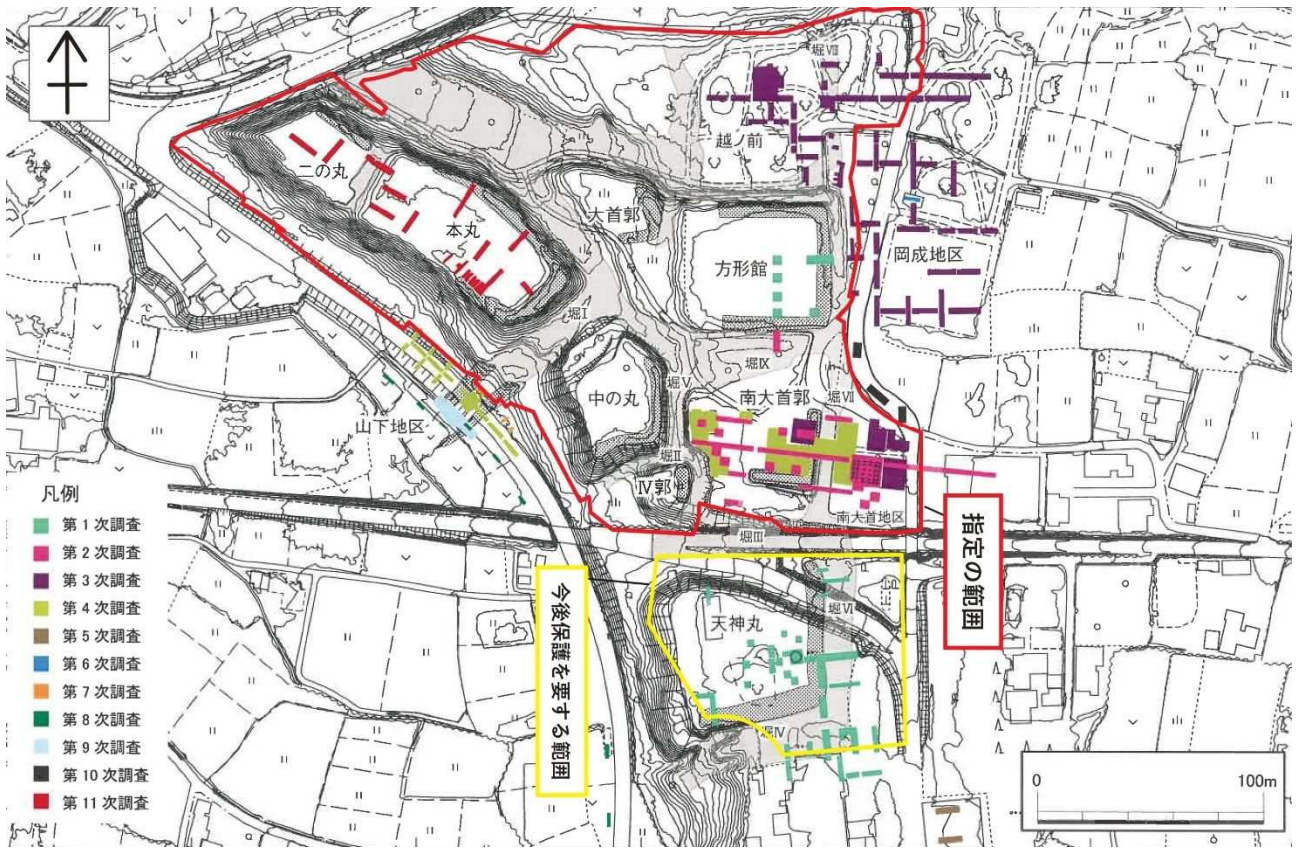 堀Ⅷ
越ノ前
二の丸
大首郭
本丸
方形館
岡成地区
堀Ⅰ
堀Ⅸ
中の丸
堀Ⅴ
南大首郭
堀Ⅶ
山下地区
堀Ⅱ
Ⅳ郭
南大首地区
堀Ⅲ
指定の範囲
今後保護を要する範囲
天神丸
堀Ⅵ
堀Ⅳ
凡例
第1次調査
第2次調査
第3次調査
第4次調査
第5次調査
第6次調査
第7次調査
第8次調査
第9次調査
第10次調査
第11次調査
0 100m